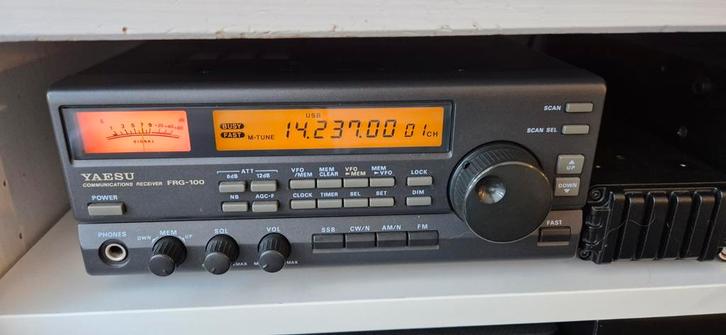 USB
BUSY
FAST
M-TUNE
14.237.00 01CH
SIGNAL
SCAN
SCAN SEL
YAESU
COMMUNICATIONS RECEIVER FRG-100
ATT
6dB 12dB
NB AGC-F
VFO/MEM MEM CLEAR VFO►MEM MEM►VFO
CLOCK TIMER SEL SET
LOCK
DIM
UP
DOWN
FAST
POWER
PHONES
DWN MEM UP
SQL
MAX
VOL
MAX
SSB CW/N AM/N FM